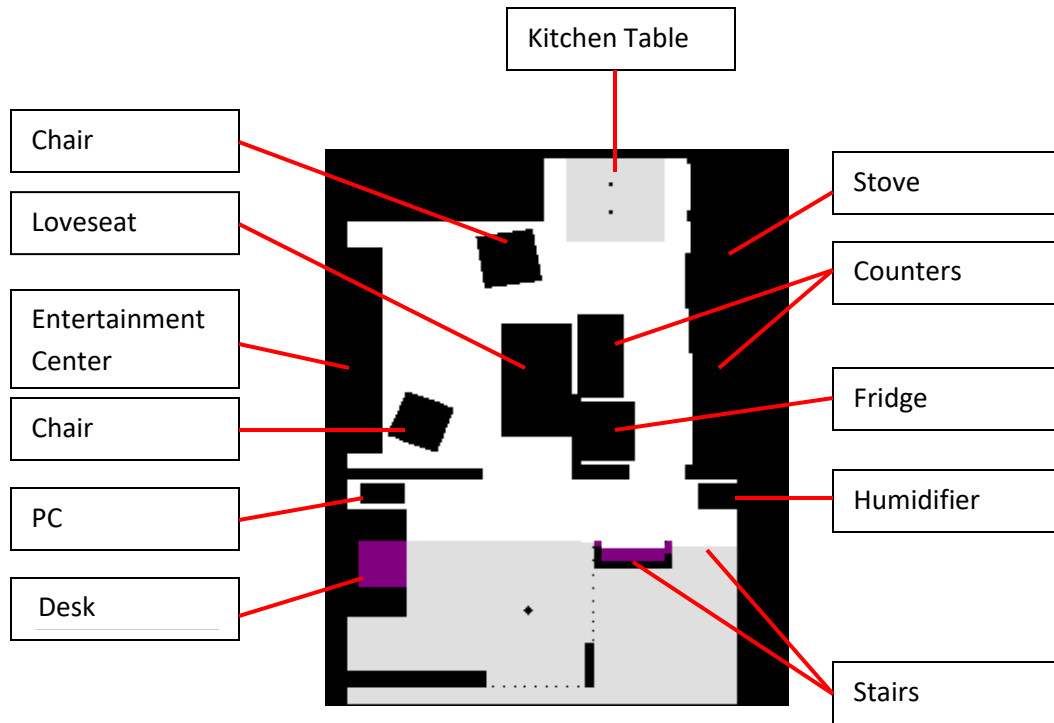 Kitchen Table
Chair
Loveseat
Entertainment
Center
Chair
PC
Desk
Stove
Counters
Fridge
Humidifier
Stairs